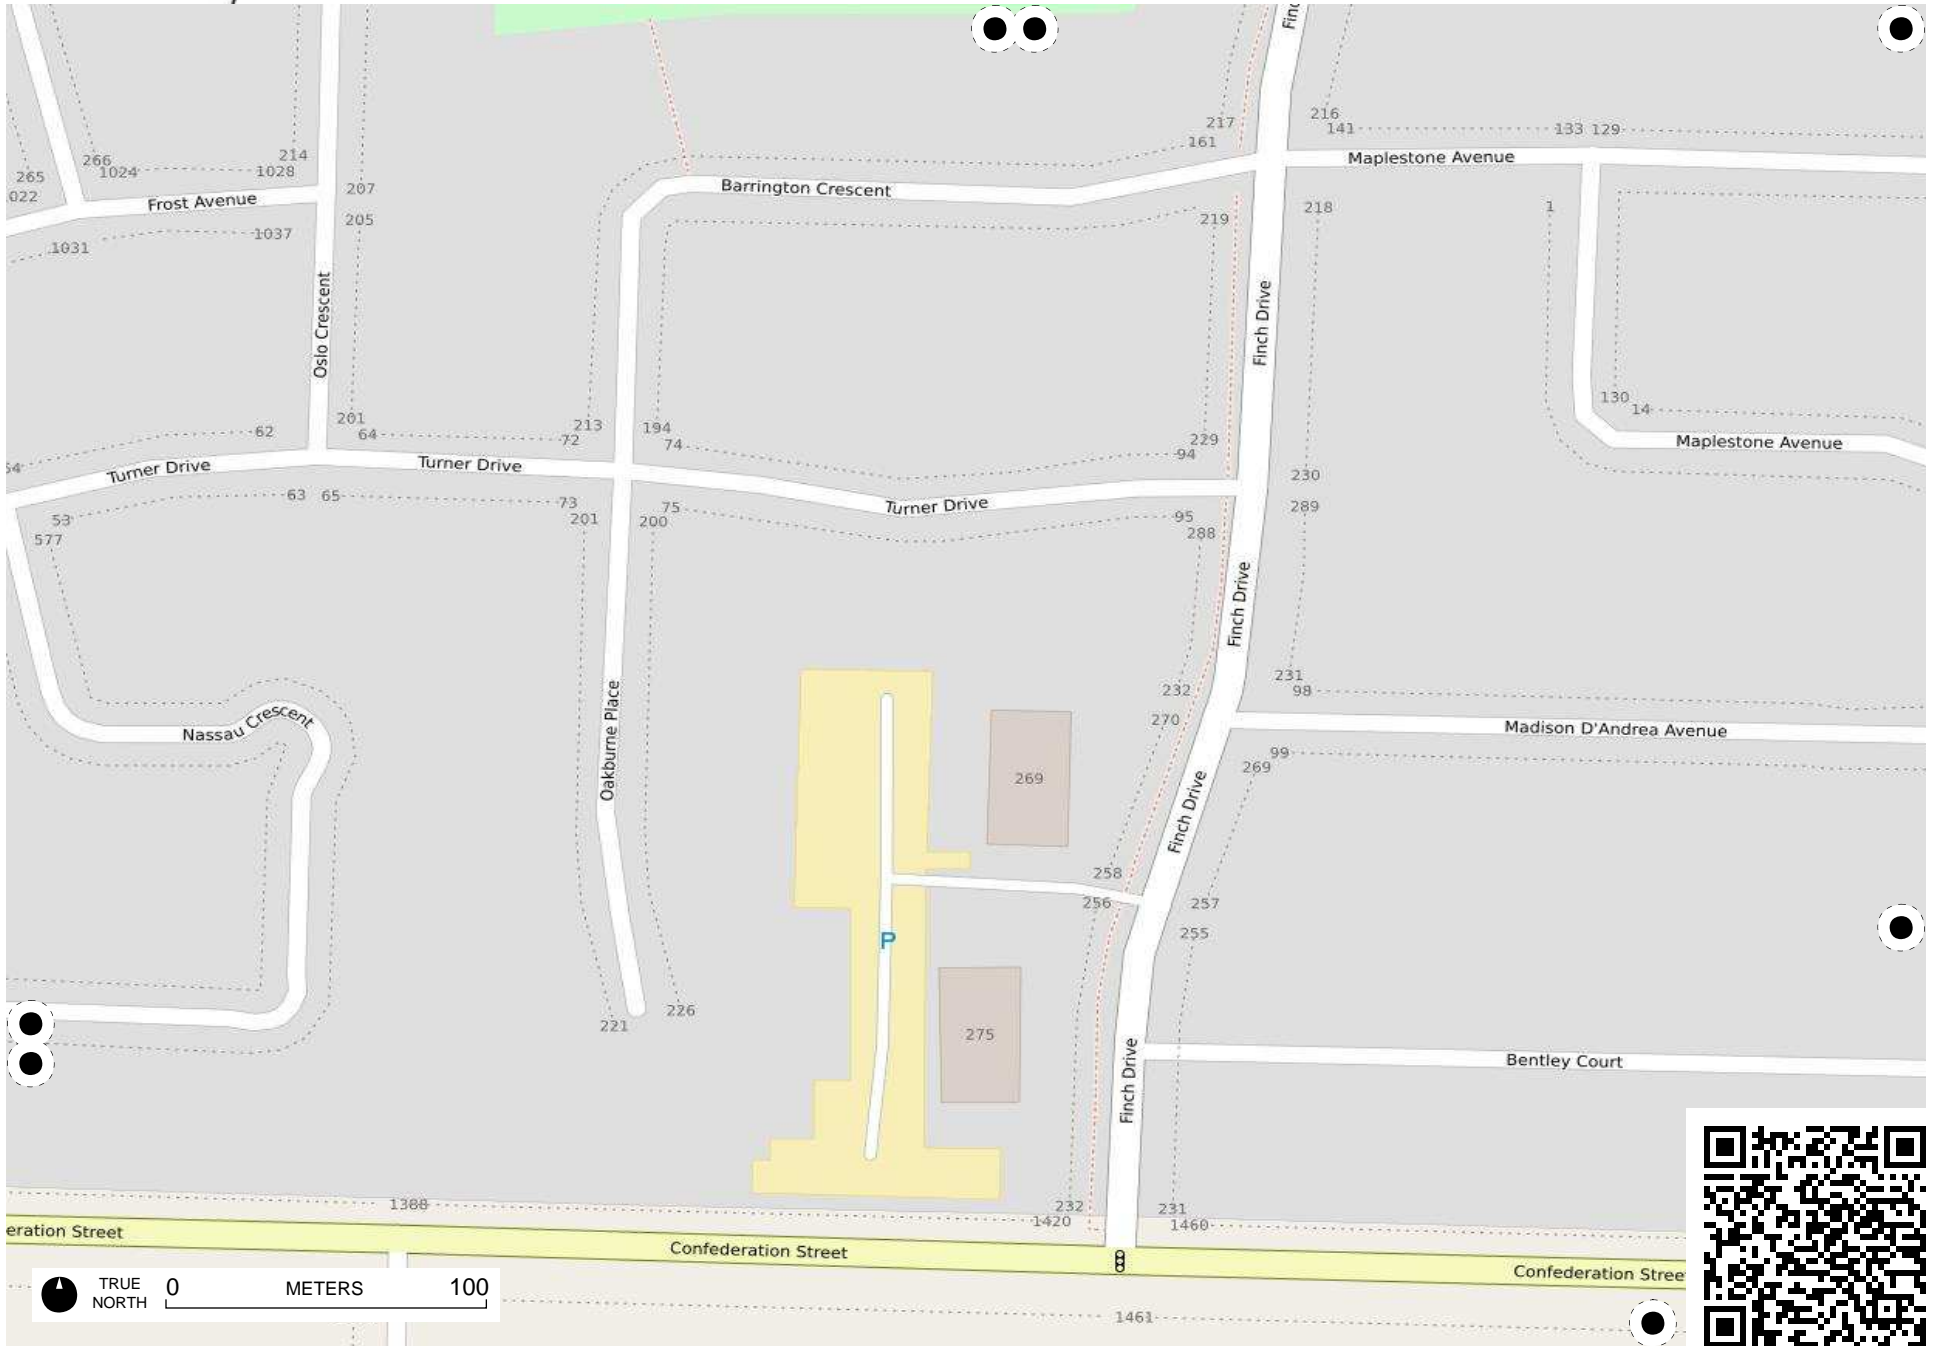 217
216
161
141
133 129
266
1024
1028
214
265
207
Maplestone Avenue
Barrington Crescent
Frost Avenue
205
219
218
1
1031
1037
Oslo Crescent
Finch Drive
201
213
194
130
14
62
64
72
74
229
94
Maplestone Avenue
Turner Drive
Turner Drive
230
63
65
73
75
Turner Drive
289
53
201
200
95
288
577
Finch Drive
231
232
98
270
Nassau Crescent
Oakburne Place
Madison D'Andrea Avenue
99
269
269
Finch Drive
258
256
257
P
255
226
221
275
Finch Drive
Bentley Court
1388
232
1420
231
1460
eration Street
Confederation Street
Confederation Stree
TRUE
NORTH
0
METERS
100
1461